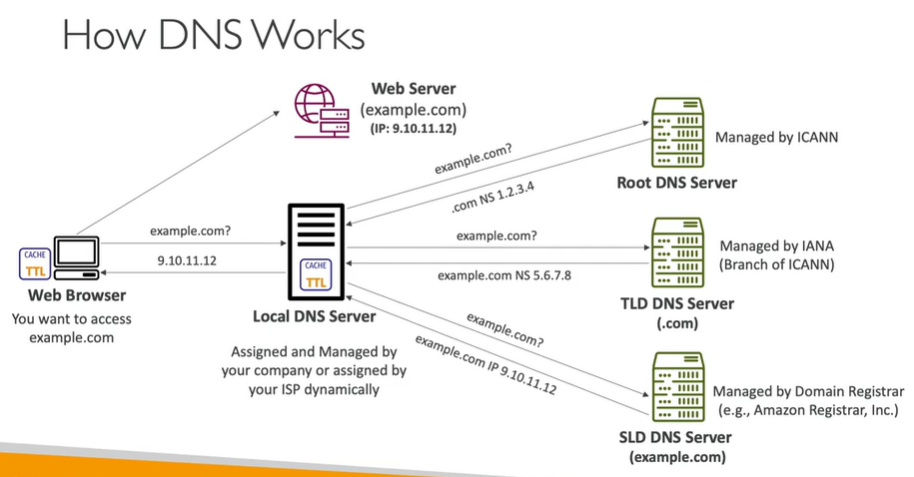 How DNS Works
Web Server
(example.com)
(IP: 9.10.11.12)
example.com?
.com NS 1.2.3.4
Managed by ICANN
Root DNS Server
example.com?
9.10.11.12
CACHE
TTL
Web Browser
You want to access
example.com
CACHE
TTL
Local DNS Server
Assigned and Managed by
your company or assigned by
your ISP dynamically
example.com?
example.com NS 5.6.7.8
Managed by IANA
(Branch of ICANN)
TLD DNS Server
(.com)
example.com?
example.com IP 9.10.11.12
Managed by Domain Registrar
(e.g., Amazon Registrar, Inc.)
SLD DNS Server
(example.com)